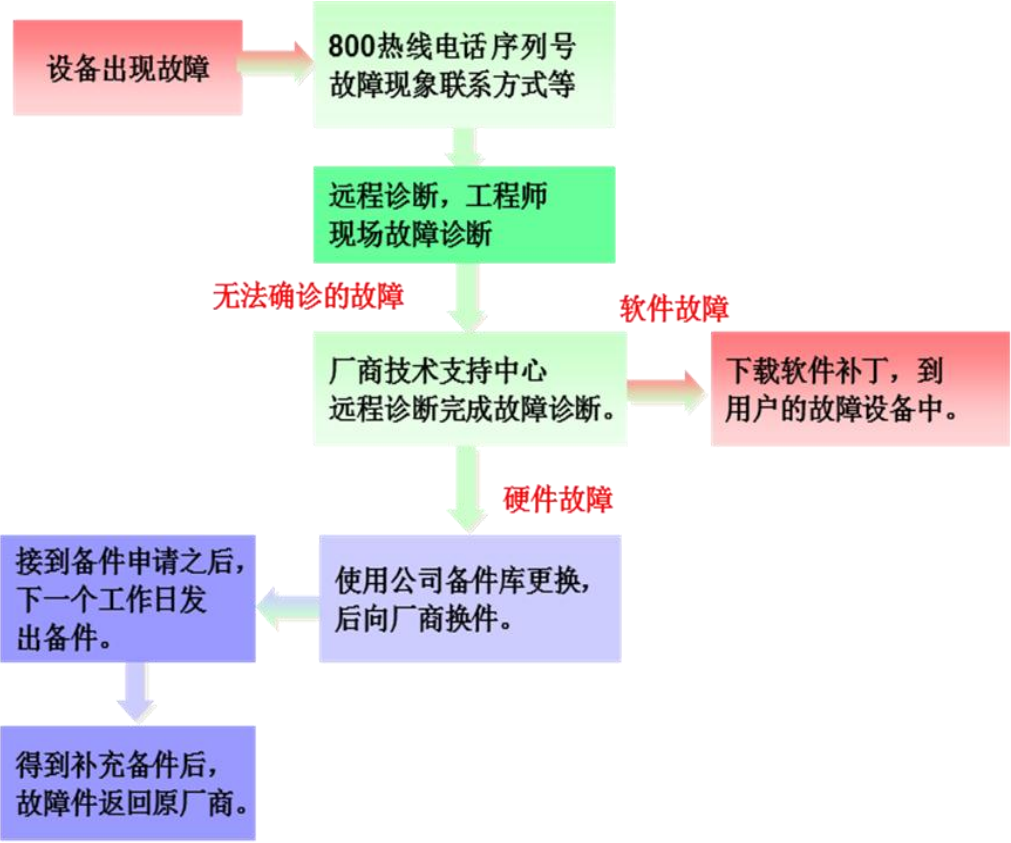 设备出现故障
800热线电话序列号
故障现象联系方式等
远程诊断，工程师
现场故障诊断
无法确诊的故障
软件故障
厂商技术支持中心
远程诊断完成故障诊断。
下载软件补丁，到
用户的故障设备中。
硬件故障
使用公司备件库更换，
后向厂商换件。
接到备件申请之后，
下一个工作日发
出备件。
得到补充备件后，
故障件返回原厂商。